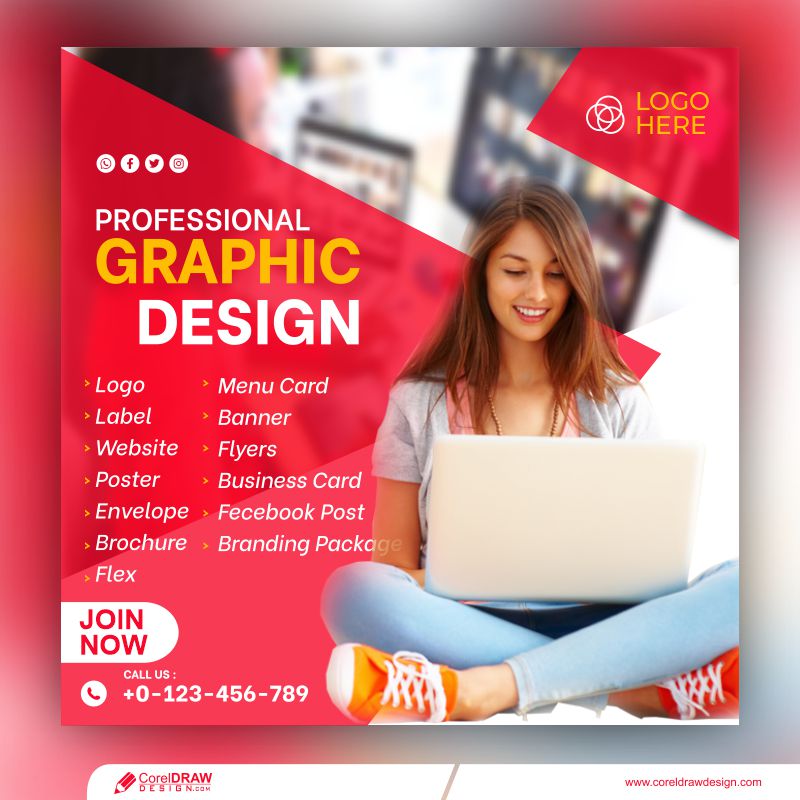 LOGO
HERE
PROFESSIONAL
GRAPHIC
DESIGN
Logo
Label
Website
Poster
Envelope
Brochure
Flex
Menu Card
Banner
Flyers
Business Card
Fecebook Post
Branding Package
JOIN
NOW
CALL US :
+0-123-456-789
CorelDRAW
DESIGN.COM
www.coreldrawdesign.com